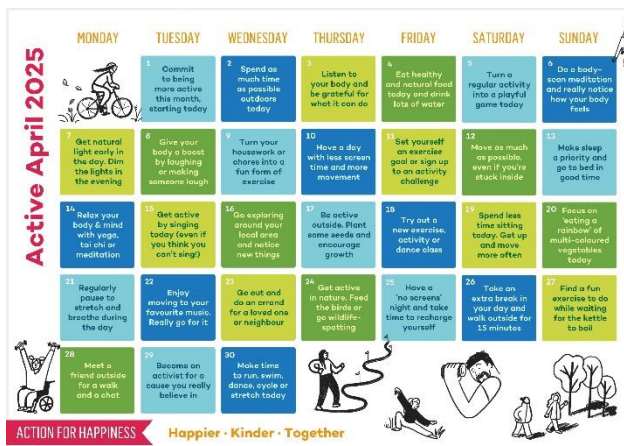 Active April 2025
MONDAY TUESDAY WEDNESDAY THURSDAY FRIDAY SATURDAY SUNDAY
1
Commit
to being
more active
this month,
starting today
2
Spend as
much time
as possible
outdoors
today
3
Listen to
your body and
be grateful for
what it can do
4
Eat healthy
and natural food
today and drink
lots of water
5
Turn a
regular activity
into a playful
game today
6
Do a body-
scan meditation
and really notice
how your body
feels
7
Get natural
light early in
the day. Dim
the lights in
the evening
8
Give your
body a boost
by laughing
or making
someone laugh
9
Turn your
housework or
chores into a
fun form of
exercise
10
Have a day
with less screen
time and more
movement
11
Set yourself
an exercise
goal or sign up
to an activity
challenge
12
Move as much
as possible,
even if you're
stuck inside
13
Make sleep
a priority and
go to bed in
good time
14
Relax your
body & mind
with yoga,
tai chi or
meditation
15
Get active
by singing
today (even if
you think you
can't sing!)
16
Go exploring
around your
local area
and notice
new things
17
Be active
outside. Plant
some seeds and
encourage
growth
18
Try out a
new exercise,
activity or
dance class
19
Spend less
time sitting
today. Get up
and move
more often
20
Focus on
'eating a
rainbow' of
multi-coloured
vegetables today
21
Regularly
pause to
stretch and
breathe during
the day
22
Enjoy
moving to your
favourite music.
Really go for it
23
Go out and
do an errand
for a loved one
or neighbour
24
Get active
in nature. Feed
the birds or
go wildlife-
spotting
25
Have a
'no screens'
night and take
time to recharge
yourself
26
Take an
extra break in
your day and
walk outside for
15 minutes
27
Find a fun
exercise to do
while waiting
for the kettle
to boil
28
Meet a
friend outside
for a walk
and a chat
29
Become an
activist for a
cause you really
believe in
30
Make time
to run, swim,
dance, cycle or
stretch today
ACTION FOR HAPPINESS
Happier · Kinder · Together